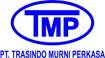 TMP
PT. TRASINDO MURNI PERKASA